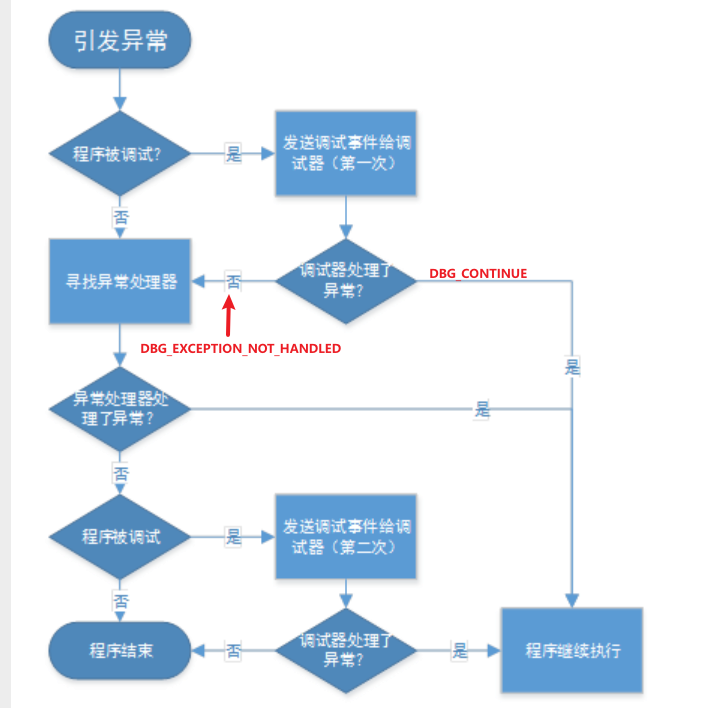 引发异常
程序被调试?
是
发送调试事件给调
试器（第一次）
否
寻找异常处理器
否
调试器处理了
异常?
DBG_CONTINUE
DBG_EXCEPTION_NOT_HANDLED
是
异常处理器处
理了异常?
是
否
程序被调试
是
发送调试事件给调
试器（第二次）
否
程序结束
否
调试器处理了
异常?
是
程序继续执行